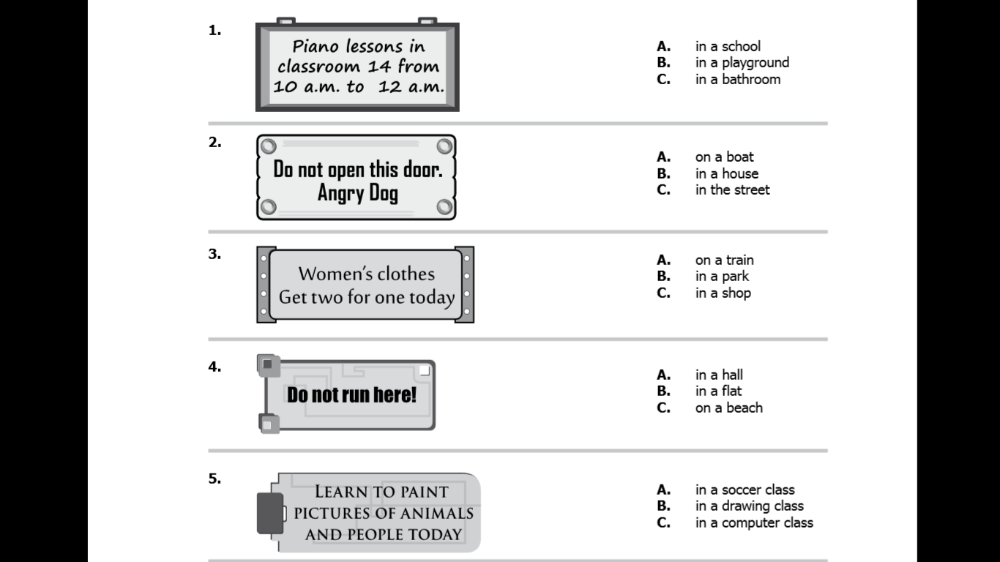 1.
Piano lessons in
classroom 14 from
10 a.m. to 12 a.m.
A. in a school
B. in a playground
C. in a bathroom
2.
Do not open this door.
Angry Dog
A. on a boat
B. in a house
C. in the street
3.
Women's clothes
Get two for one today
A. on a train
B. in a park
C. in a shop
4.
Do not run here!
A. in a hall
B. in a flat
C. on a beach
5.
LEARN TO PAINT
PICTURES OF ANIMALS
AND PEOPLE TODAY
A. in a soccer class
B. in a drawing class
C. in a computer class